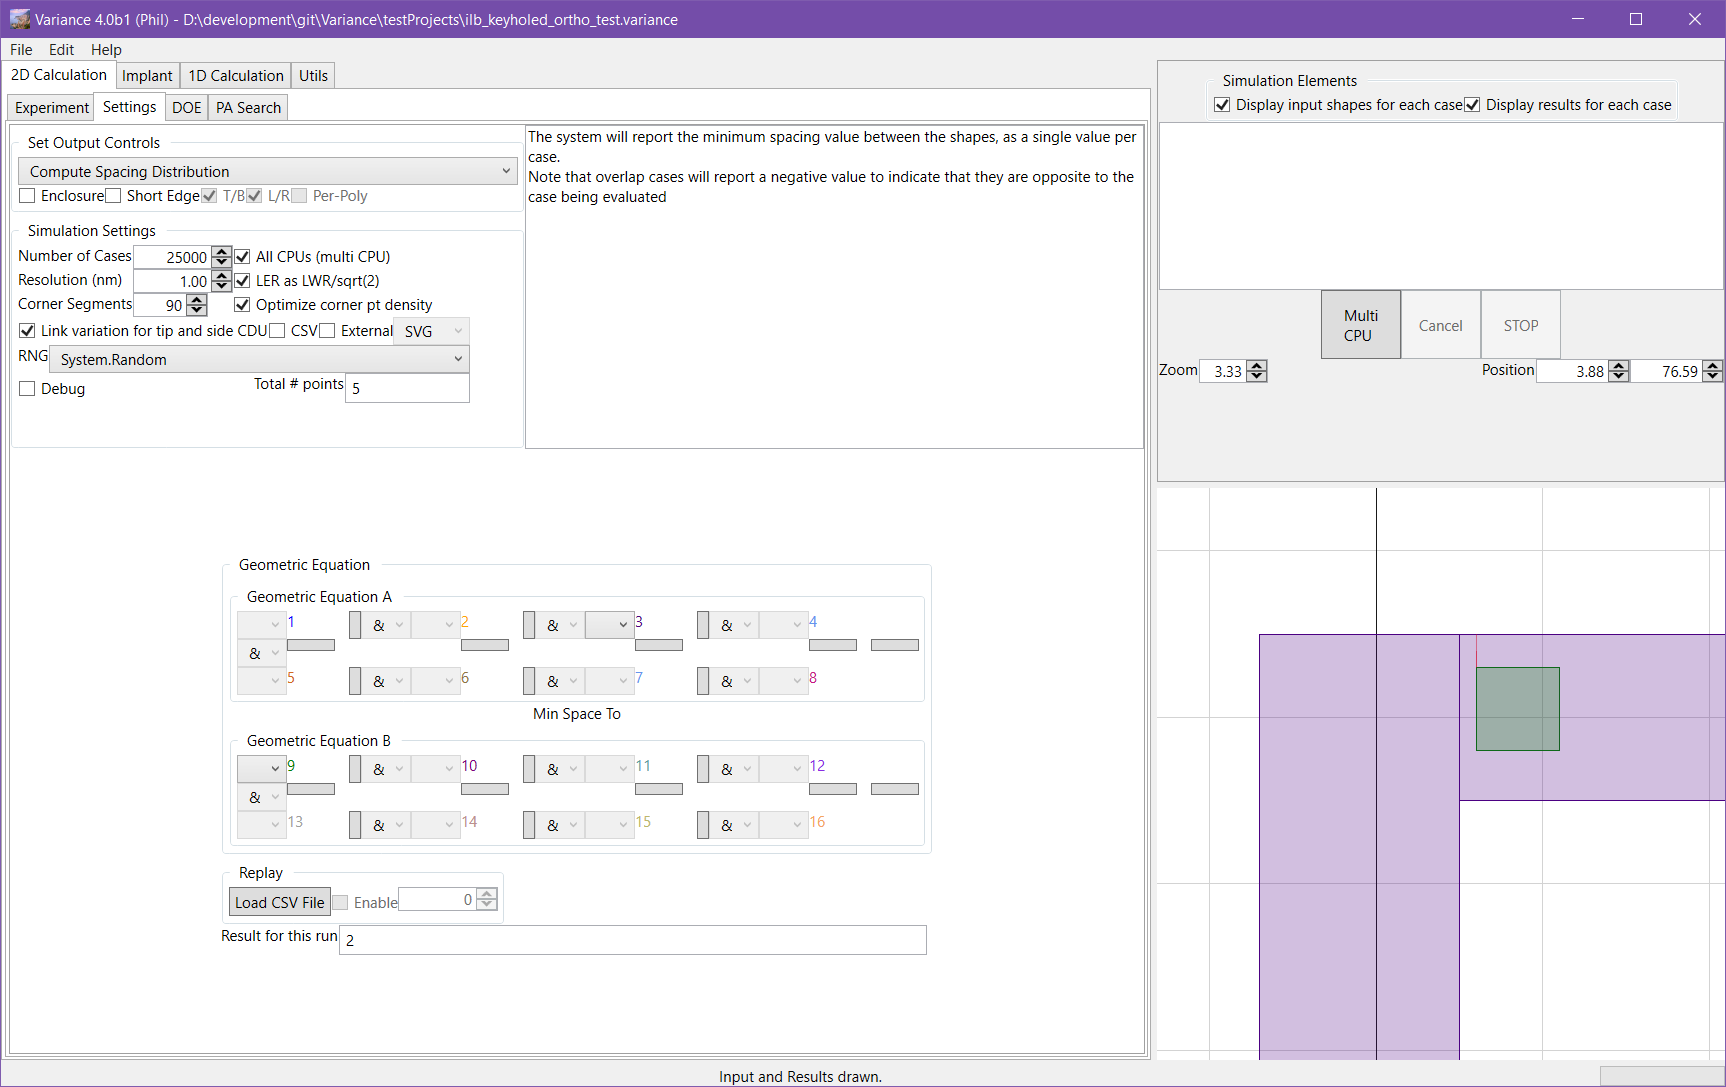 Variance 4.0b1 (Phil) - D:\development\git\Variance\testProjects\ilb_keyholed_ortho_test.variance
File Edit Help
2D Calculation Implant 1D Calculation Utils
Experiment Settings DOE PA Search
Set Output Controls
Compute Spacing Distribution
Enclosure Short Edge T/B L/R Per-Poly
The system will report the minimum spacing value between the shapes, as a single value per
case.
Note that overlap cases will report a negative value to indicate that they are opposite to the
case being evaluated
Simulation Settings
Number of Cases 25000 All CPUs (multi CPU)
Resolution (nm) 1.00 LER as LWR/sqrt(2)
Corner Segments 90 Optimize corner pt density
Link variation for tip and side CDU CSV External SVG
RNG System.Random
Debug Total # points 5
Geometric Equation
Geometric Equation A
1 & 2 & 3 & 4
&
5 & 6 & 7 & 8
Min Space To
Geometric Equation B
9 & 10 & 11 & 12
&
13 & 14 & 15 & 16
Replay
Load CSV File Enable 0
Result for this run 2
Simulation Elements
Display input shapes for each case Display results for each case
Multi
CPU
Cancel STOP
Zoom 3.33 Position 3.88 76.59
Input and Results drawn.